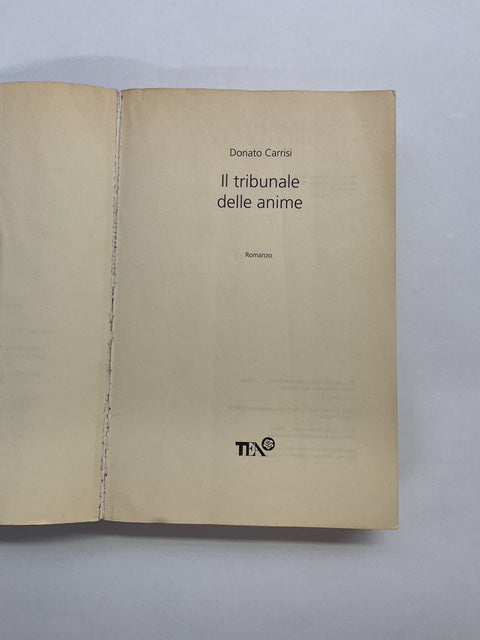 Donato Carrisi
Il tribunale
delle anime
Romanzo
TEA